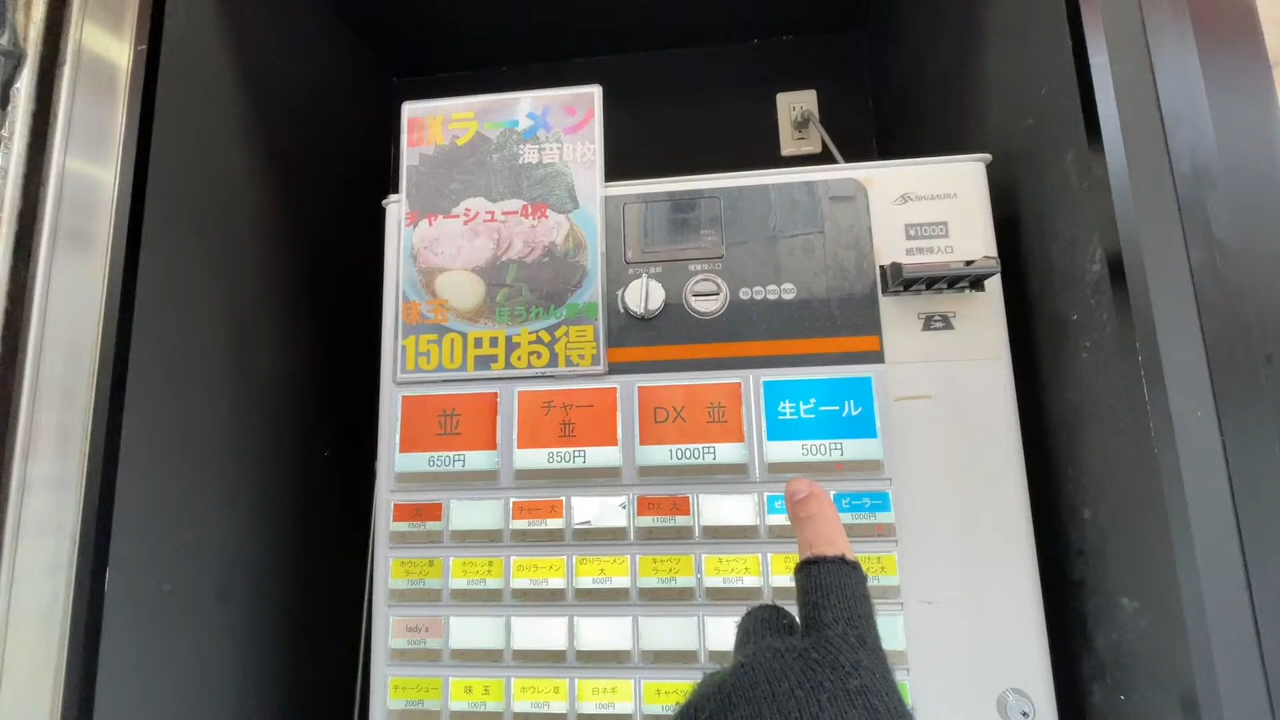 DXラーメン
海苔8枚
チャーシュー4枚
味玉
ほうれん草増
150円お得
SHIBAURA
¥1000
紙幣挿入口
おつり・返却
硬貨投入口
10 50 100 500
並
650円
チャー
並
850円
DX 並
1000円
生ビール
500円
大
750円
チャー 大
950円
DX 大
1100円
ビーラー
1000円
ホウレン草
ラーメン
750円
ホウレン草
ラーメン大
850円
のりラーメン
700円
のりラーメン
大
800円
キャベツ
ラーメン
750円
キャベツ
ラーメン大
850円
lady's
500円
チャーシュー
200円
味 玉
100円
ホウレン草
100円
白ネギ
100円
キャベツ